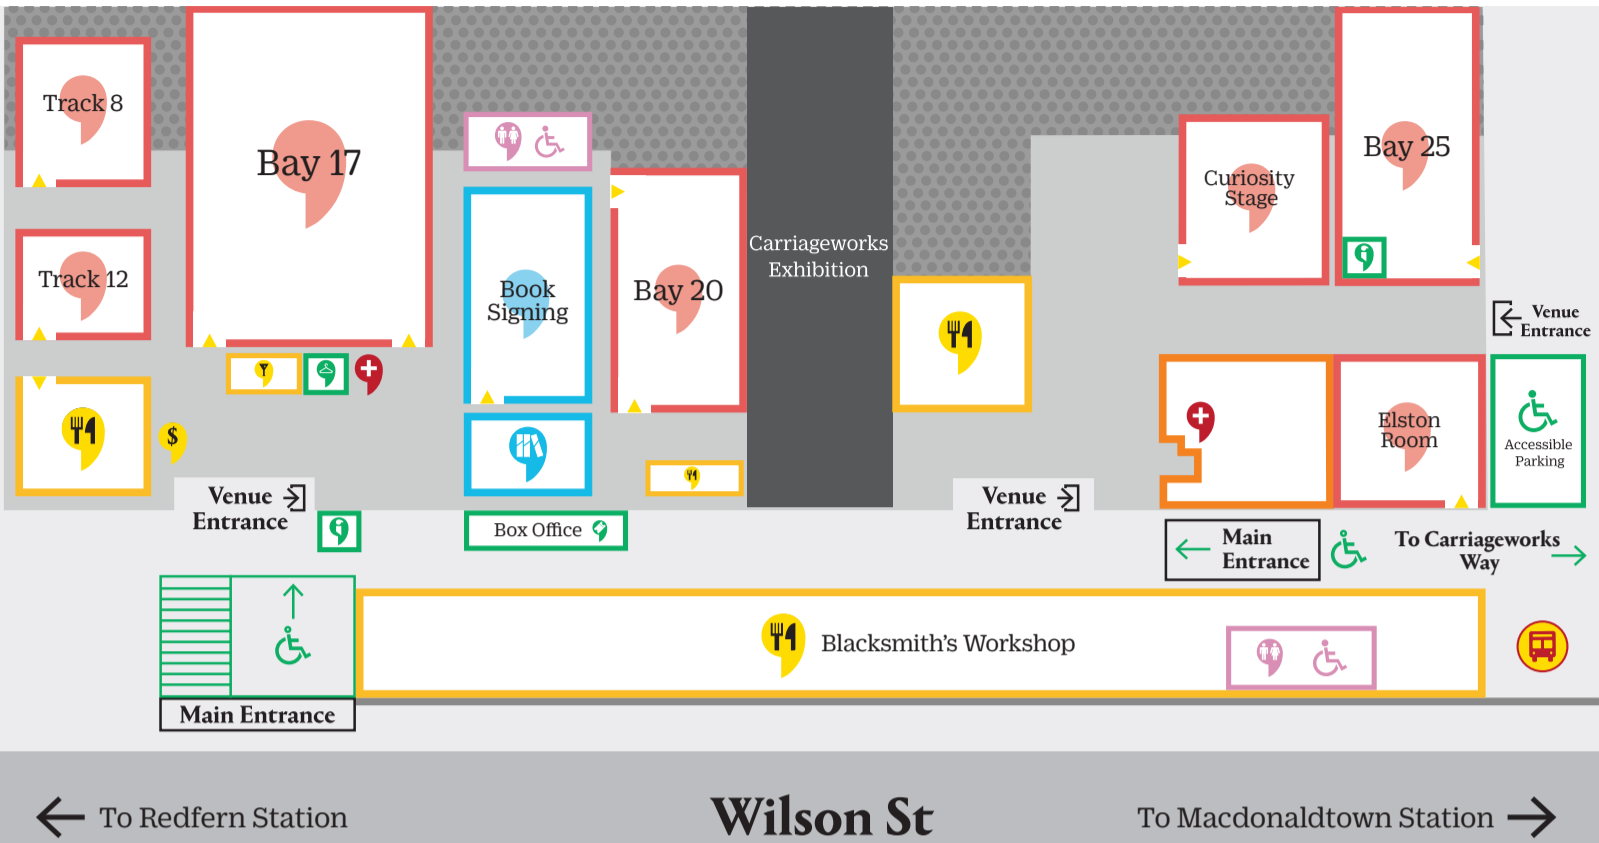 Track 8
Bay 17
Bay 25
Curiosity
Stage
Carriageworks
Exhibition
Track 12
Book
Signing
Bay 20
Venue
Entrance
$
Elston
Room
Accessible
Parking
Venue
Entrance
Venue
Entrance
Box Office
Main
Entrance
To Carriageworks
Way
Blacksmith's Workshop
Main Entrance
To Redfern Station
Wilson St
To Macdonaldtown Station